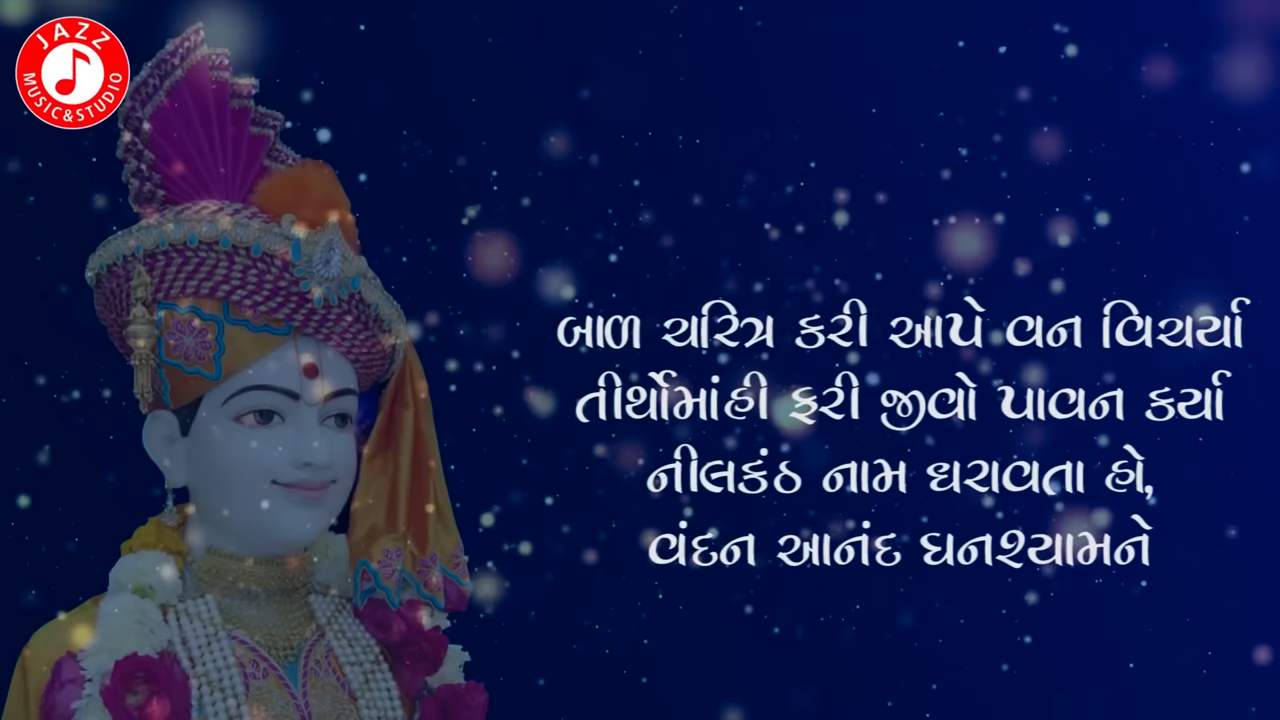 JAZZ
MUSIC&STUDIO
બાળ ચરિત્ર કરી આપે વન વિચર્યા
તીર્થોમાંહી ફરી જીવો પાવન કર્યા
નીલકંઠ નામ ધરાવતા હો,
વંદન આનંદ ઘનશ્યામને